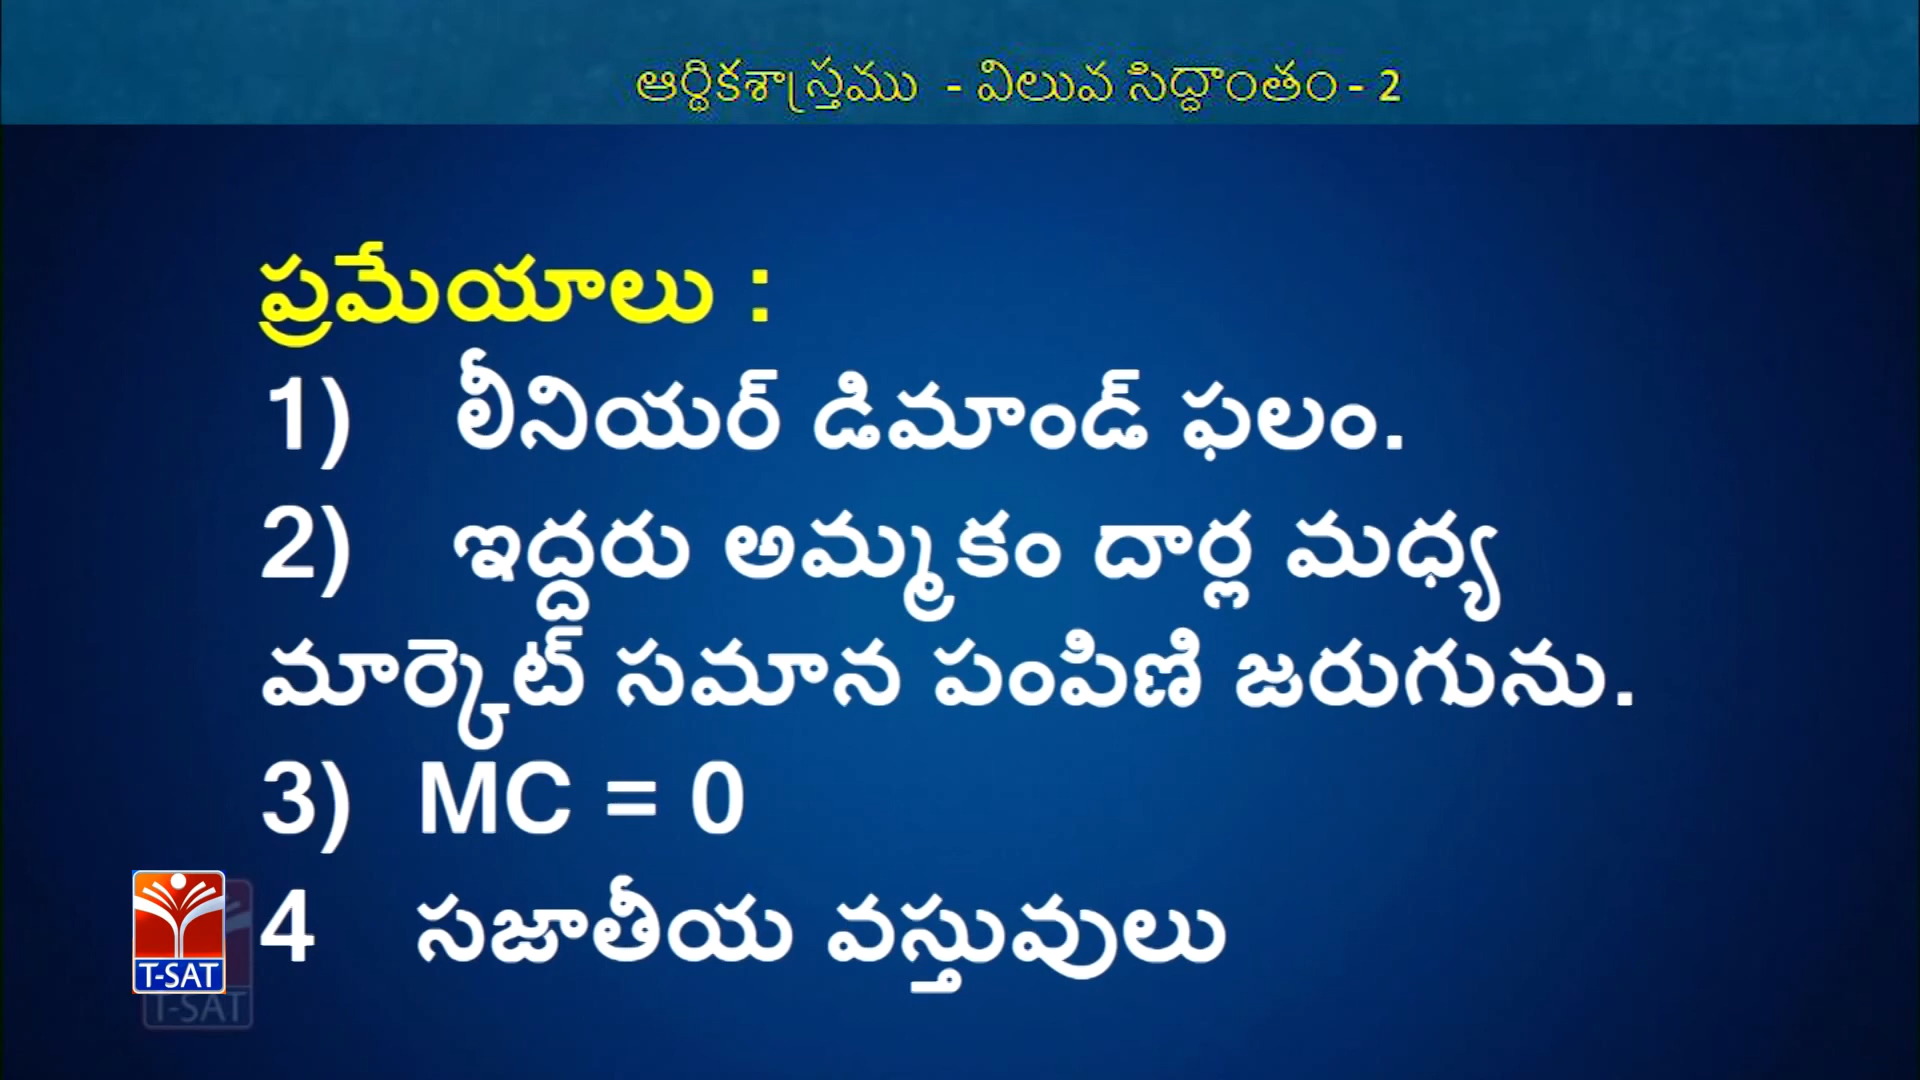 ఆర్థికశాస్త్రము - విలువ సిద్ధాంతం - 2
ప్రమేయాలు :
1) లీనియర్ డిమాండ్ ఫలం.
2) ఇద్దరు అమ్మకం దార్ల మధ్య
మార్కెట్ సమాన పంపిణి జరుగును.
3) MC = 0
4 సజాతీయ వస్తువులు
T-SAT
T-SAT